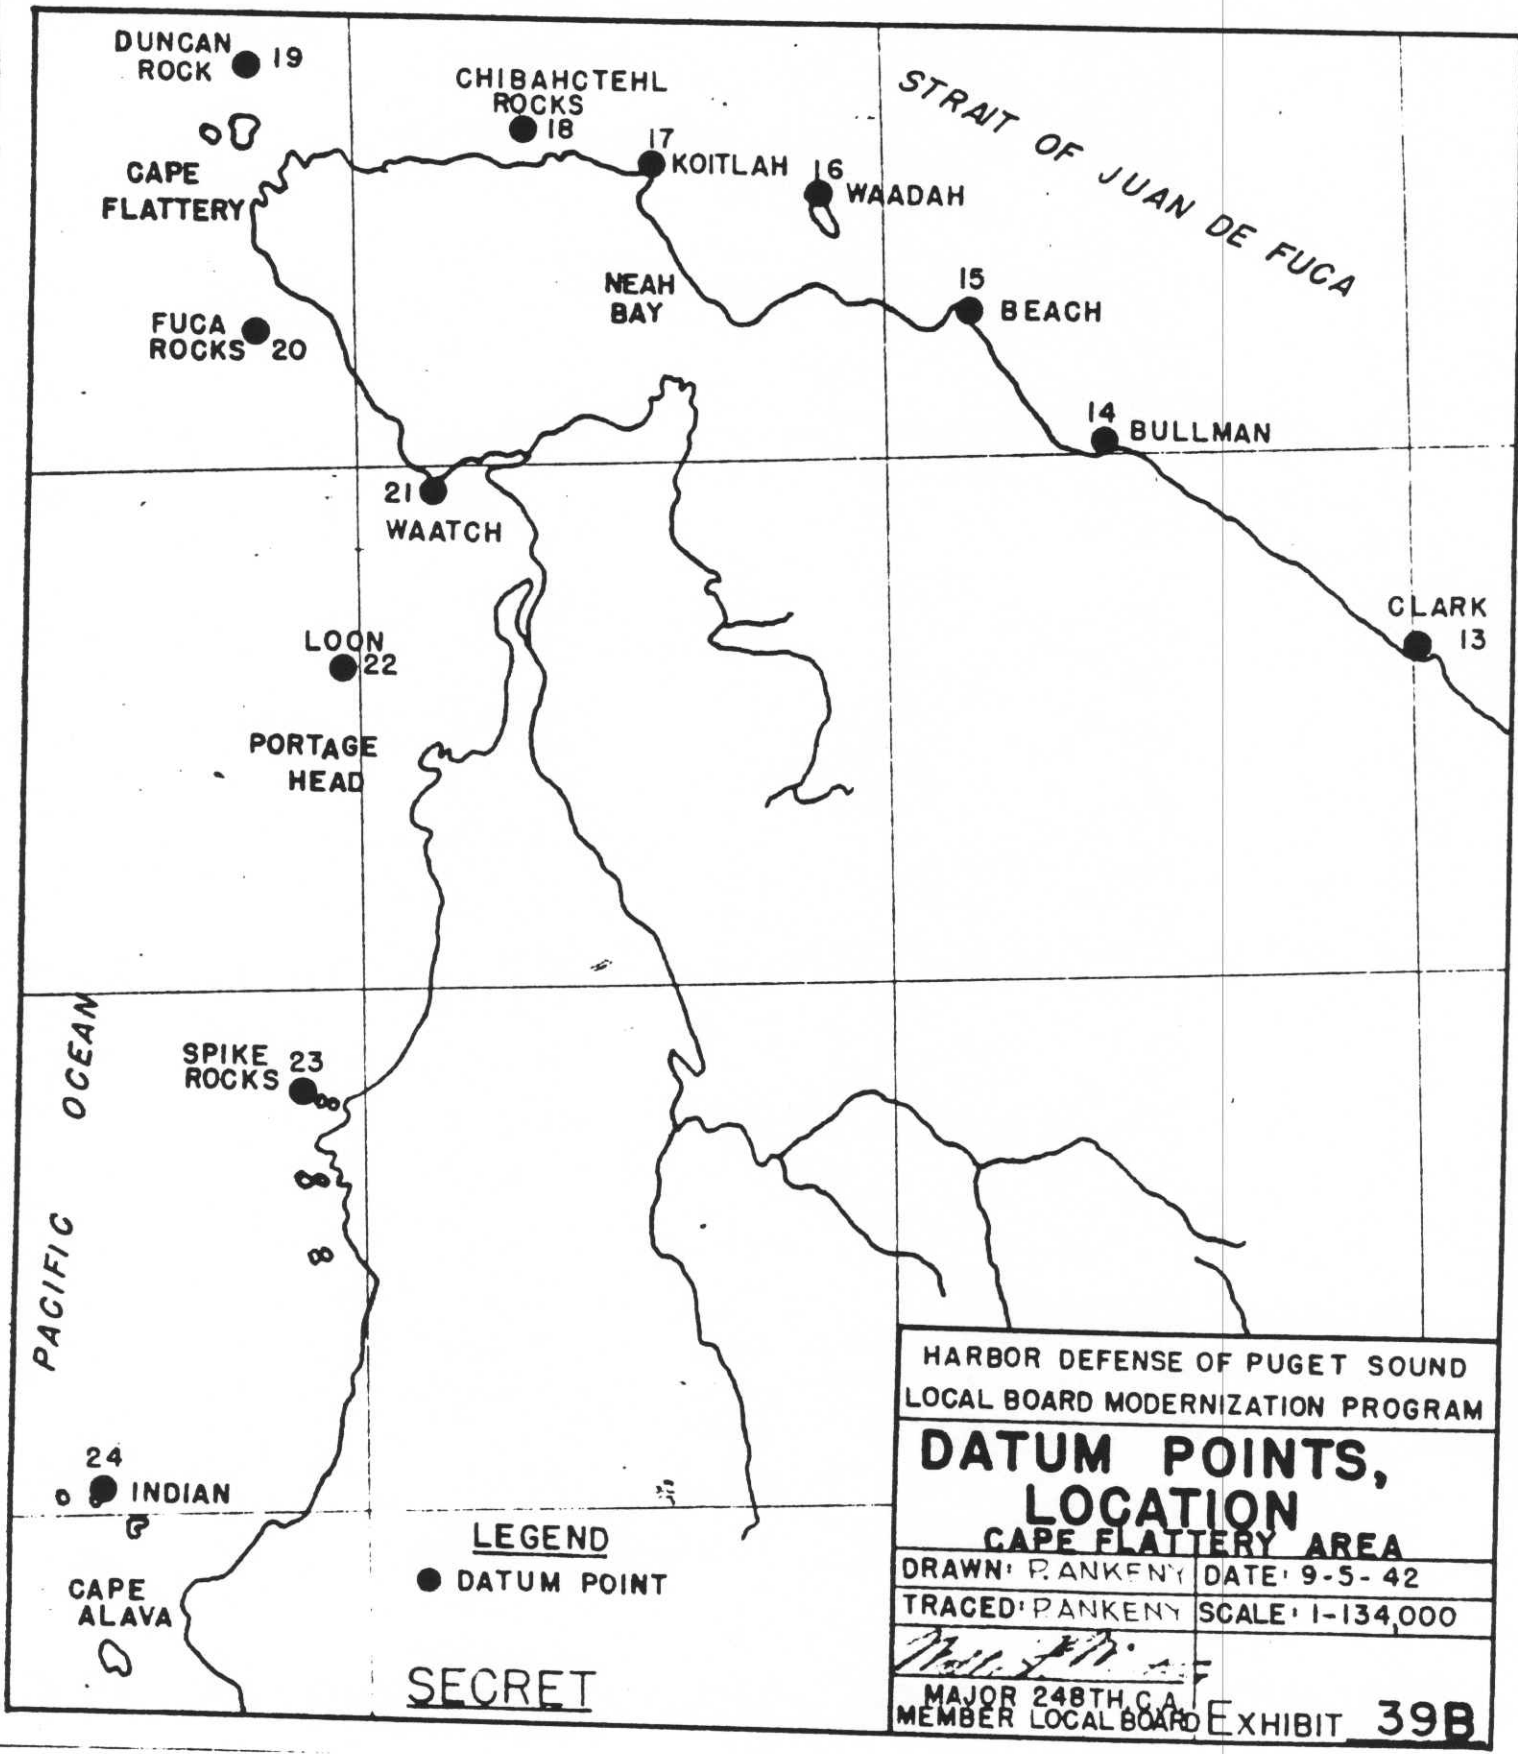 DUNCAN
ROCK 19
CHIBAHCTEHL
ROCKS
18
17
KOITLAH
16
WAADAH
STRAIT OF JUAN DE FUCA
CAPE
FLATTERY
NEAH
BAY
15
BEACH
FUCA
ROCKS 20
14
BULLMAN
21
WAATCH
CLARK
13
LOON
22
PORTAGE
HEAD
PACIFIC OCEAN
SPIKE
ROCKS
23
24
INDIAN
CAPE
ALAVA
LEGEND
DATUM POINT
SECRET
HARBOR DEFENSE OF PUGET SOUND
LOCAL BOARD MODERNIZATION PROGRAM
DATUM POINTS,
LOCATION
CAPE FLATTERY AREA
DRAWN: P. ANKENY DATE: 9-5-42
TRACED: P. ANKENY SCALE: 1-134,000
MAJOR 248TH C.A.
MEMBER LOCAL BOARD
EXHIBIT 39B